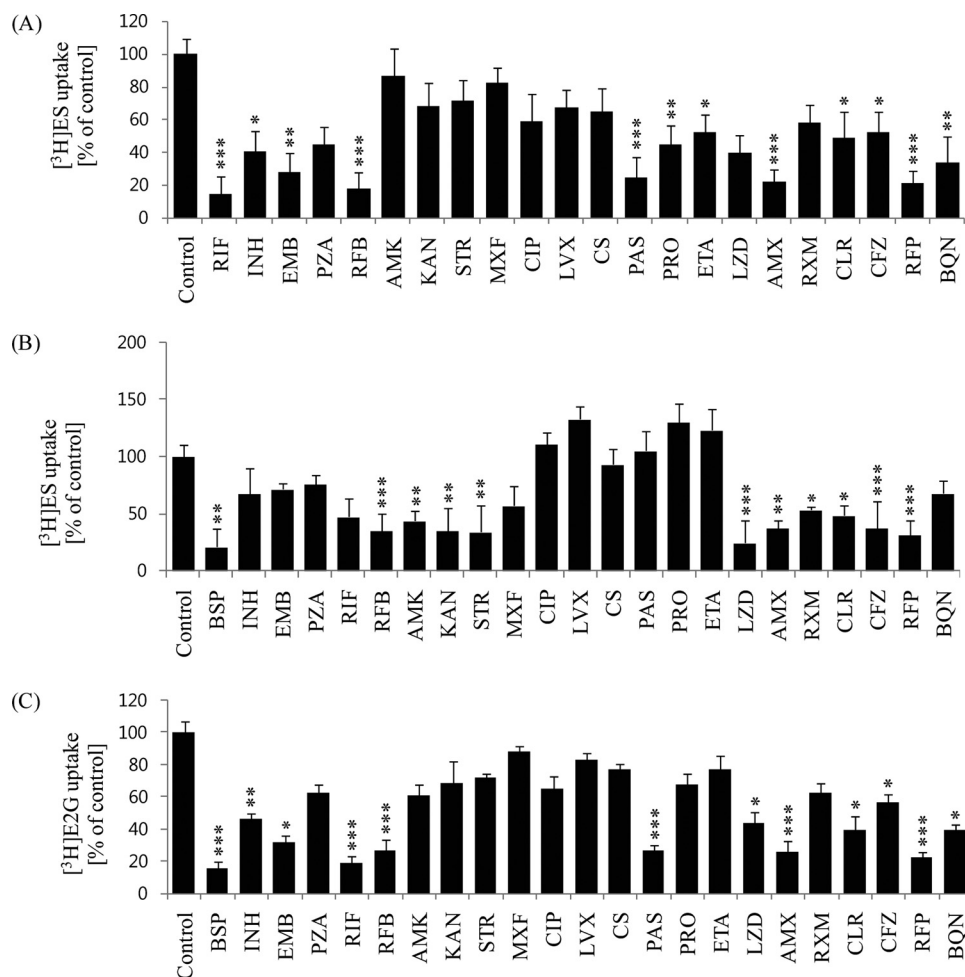 (A)
[³H]ES uptake
[% of control]
120
100
80
60
40
20
0
***
*
**
***
***
**
*
***
*
*
***
**
Control
RIF
INH
EMB
PZA
RFB
AMK
KAN
STR
MXF
CIP
LVX
CS
PAS
PRO
ETA
LZD
AMX
RXM
CLR
CFZ
RFP
BQN
(B)
[³H]ES uptake
[% of control]
200
150
100
50
0
**
***
**
**
**
***
**
*
*
***
***
Control
BSP
INH
EMB
PZA
RIF
RFB
AMK
KAN
STR
MXF
CIP
LVX
CS
PAS
PRO
ETA
LZD
AMX
RXM
CLR
CFZ
RFP
BQN
(C)
[³H]E2G uptake
[% of control]
120
100
80
60
40
20
0
***
**
*
***
***
***
*
***
*
*
***
*
Control
BSP
INH
EMB
PZA
RIF
RFB
AMK
KAN
STR
MXF
CIP
LVX
CS
PAS
PRO
ETA
LZD
AMX
RXM
CLR
CFZ
RFP
BQN